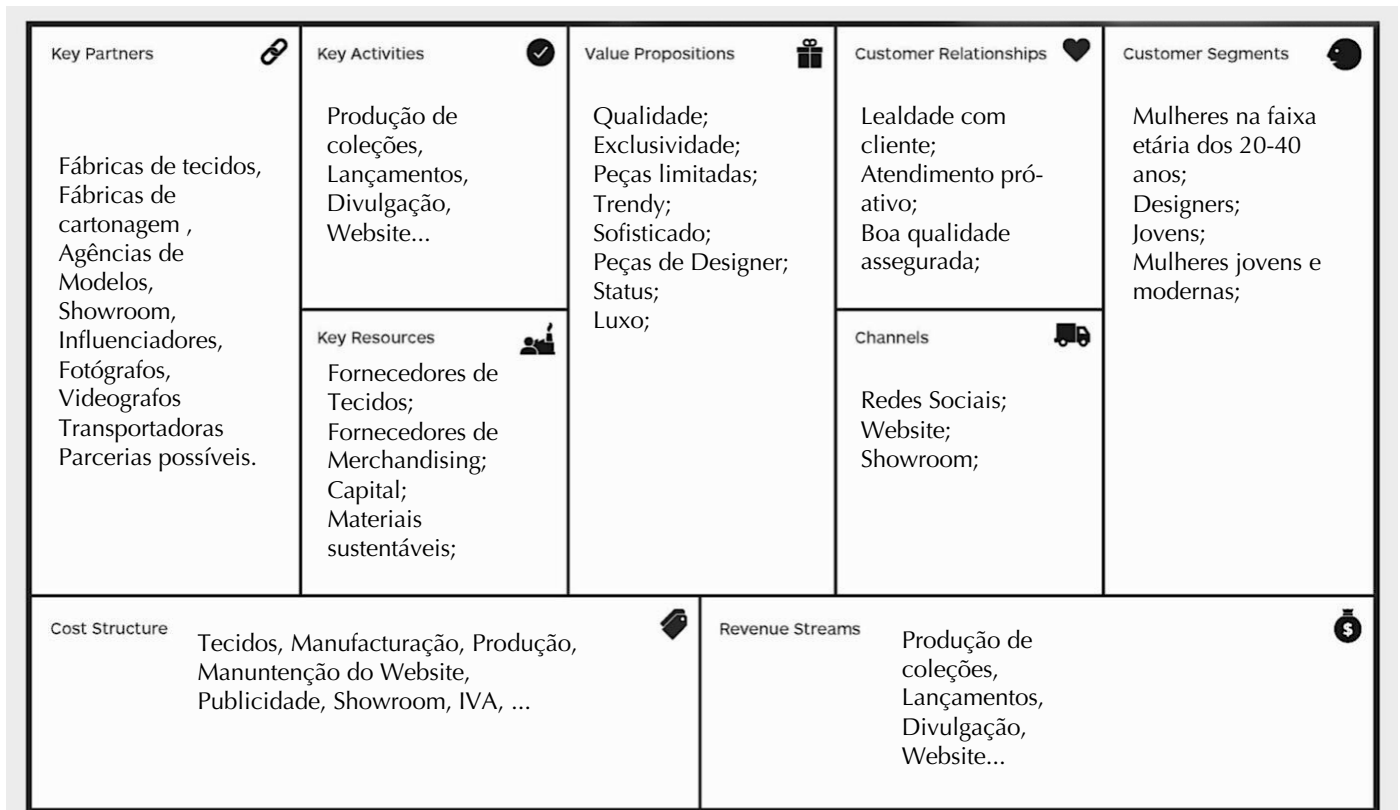 Key Partners
Fábricas de tecidos,
Fábricas de
cartonagem ,
Agências de
Modelos,
Showroom,
Influenciadores,
Fotógrafos,
Videografos
Transportadoras
Parcerias possíveis.
Key Activities
Produção de
coleções,
Lançamentos,
Divulgação,
Website...
Key Resources
Fornecedores de
Tecidos;
Fornecedores de
Merchandising;
Capital;
Materiais
sustentáveis;
Value Propositions
Qualidade;
Exclusividade;
Peças limitadas;
Trendy;
Sofisticado;
Peças de Designer;
Status;
Luxo;
Customer Relationships
Lealdade com
cliente;
Atendimento pró-
ativo;
Boa qualidade
assegurada;
Channels
Redes Sociais;
Website;
Showroom;
Customer Segments
Mulheres na faixa
etária dos 20-40
anos;
Designers;
Jovens;
Mulheres jovens e
modernas;
Cost Structure
Tecidos, Manufacturação, Produção,
Manuntenção do Website,
Publicidade, Showroom, IVA, ...
Revenue Streams
Produção de
coleções,
Lançamentos,
Divulgação,
Website...
$